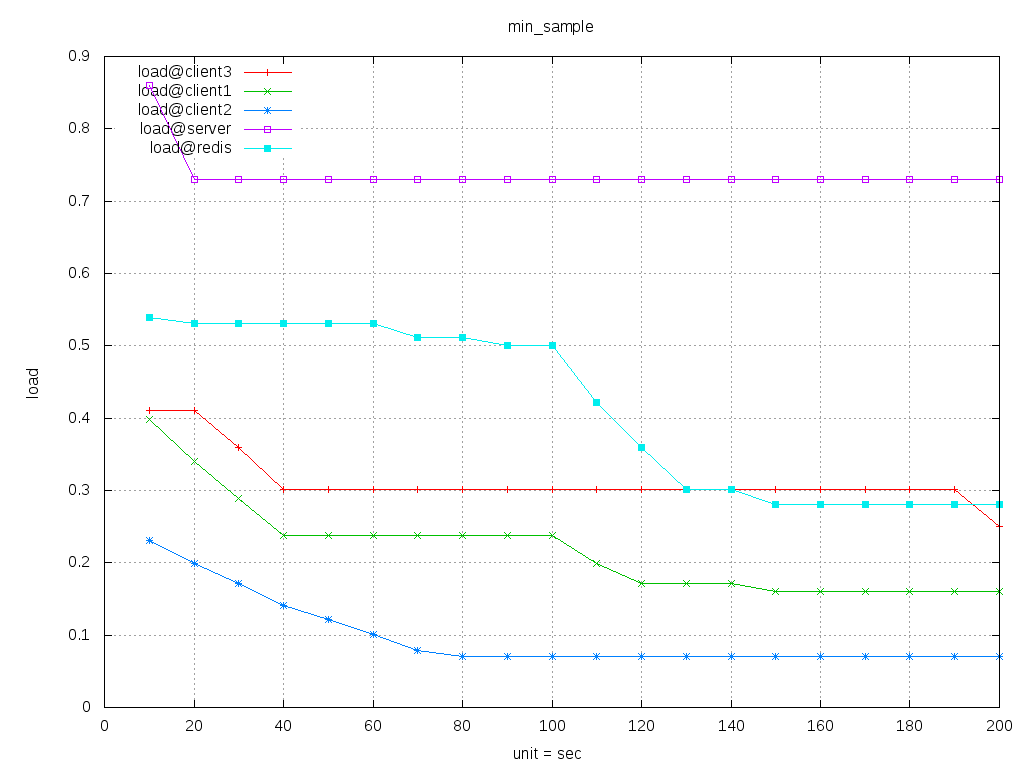 min_sample
0.9
0.8
0.7
0.6
0.5
0.4
0.3
0.2
0.1
0
load
load@client3
load@client1
load@client2
load@server
load@redis
0 20 40 60 80 100 120 140 160 180 200
unit = sec